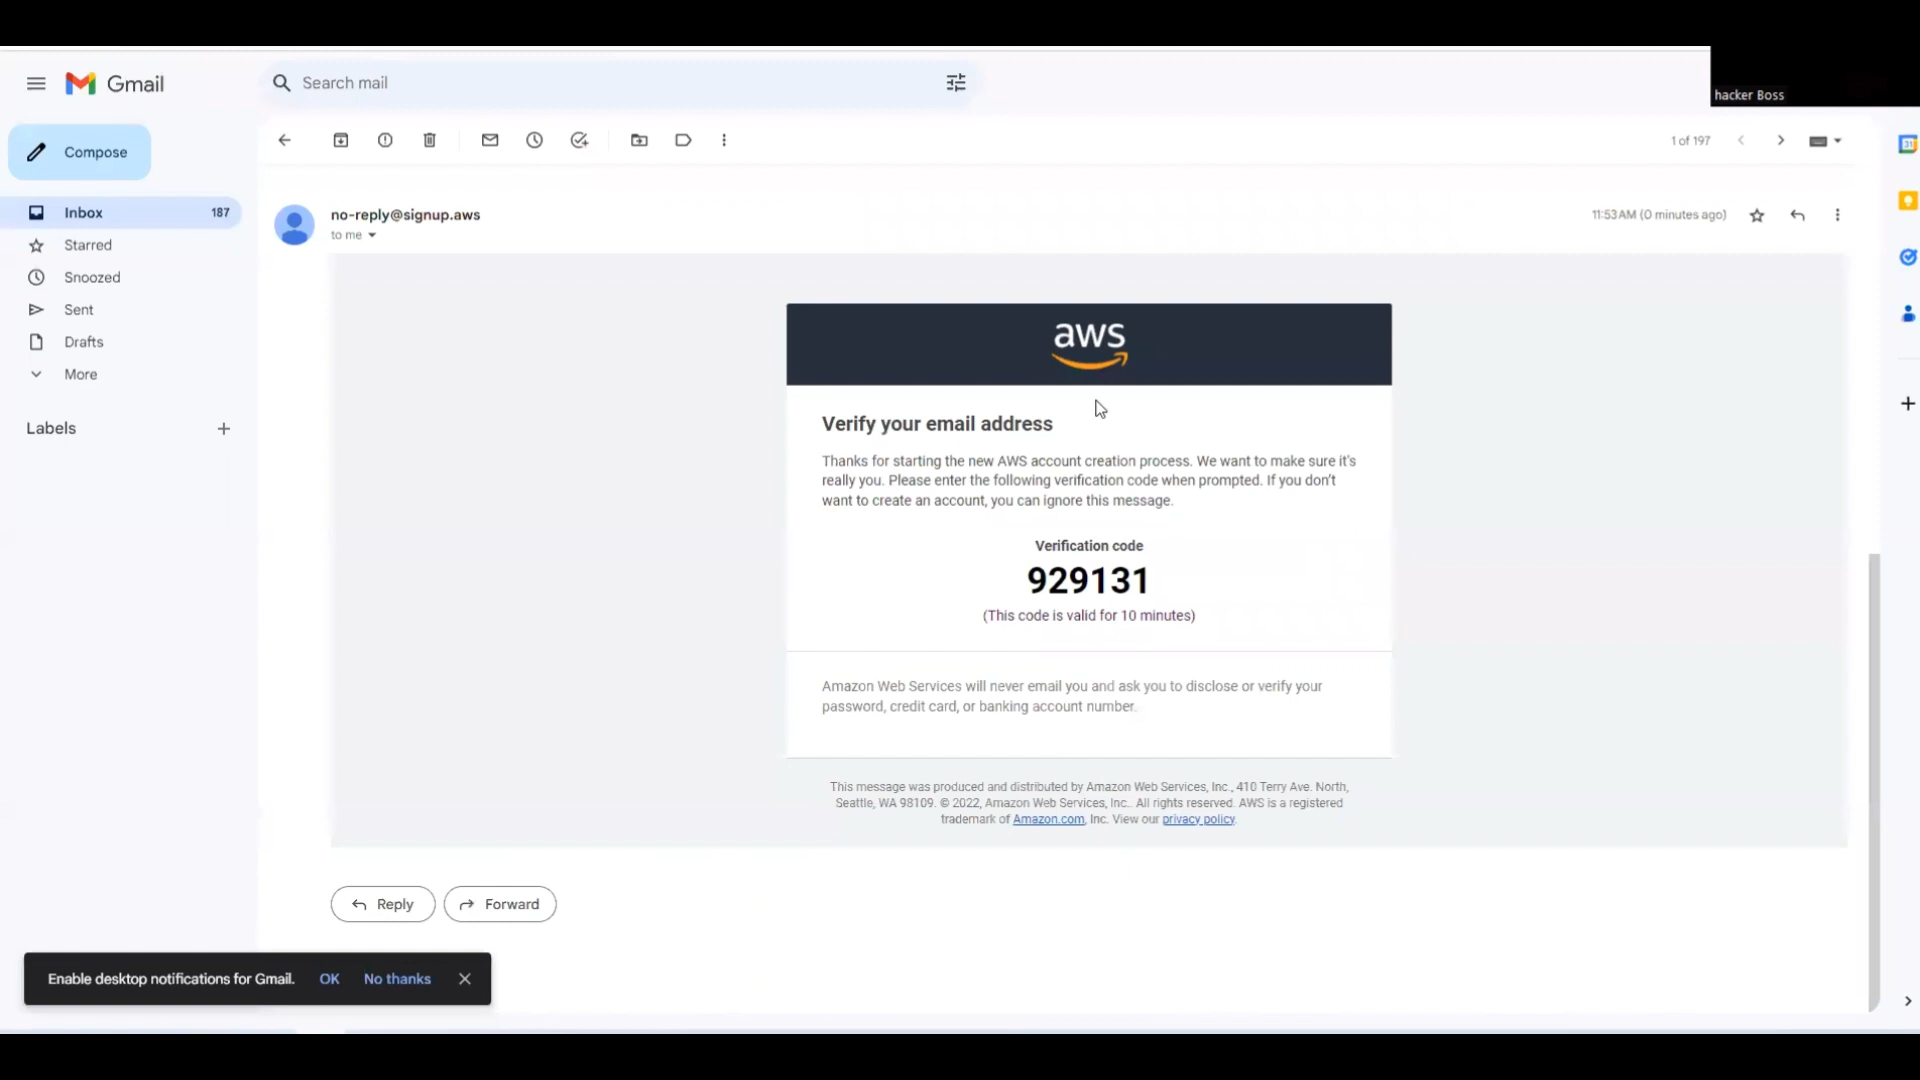 hacker Boss
Gmail
Search mail
Compose
1 of 197
Inbox 187
Starred
Snoozed
Sent
Drafts
More
Labels
no-reply@signup.aws
11:53 AM (0 minutes ago)
to me
aws
Verify your email address
Thanks for starting the new AWS account creation process. We want to make sure it's
really you. Please enter the following verification code when prompted. If you don't
want to create an account, you can ignore this message.
Verification code
929131
(This code is valid for 10 minutes)
Amazon Web Services will never email you and ask you to disclose or verify your
password, credit card, or banking account number.
This message was produced and distributed by Amazon Web Services, Inc., 410 Terry Ave. North,
Seattle, WA 98109. © 2022, Amazon Web Services, Inc.. All rights reserved. AWS is a registered
trademark of Amazon.com, Inc. View our privacy policy.
Reply Forward
Enable desktop notifications for Gmail. OK No thanks
31